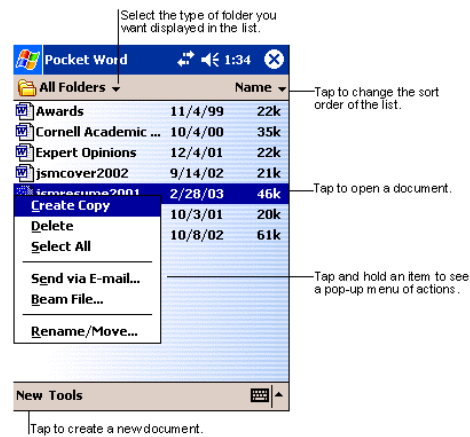 Select the type of folder you
want displayed in the list.
Pocket Word
1:34
All Folders
Name
Tap to change the sort
order of the list.
Awards 11/4/99 22k
Cornell Academic ... 10/4/00 35k
Expert Opinions 12/4/01 22k
jsmcover2002 9/14/02 21k
jsmresume2001 2/28/03 46k
Tap to open a document.
Create Copy
10/3/01 20k
Delete
10/8/02 61k
Select All
Send via E-mail...
Tap and hold an item to see
a pop-up menu of actions.
Beam File...
Rename/Move...
New Tools
Tap to create a new document.